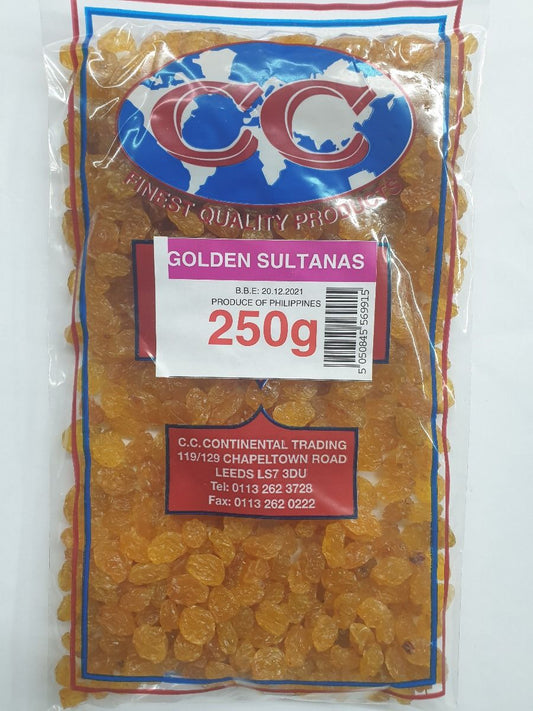 CC
FINEST QUALITY PRODUCTS
GOLDEN SULTANAS
B.B.E: 20.12.2021
PRODUCE OF PHILIPPINES
250g
5 050845 569915
C.C. CONTINENTAL TRADING
119/129 CHAPELTOWN ROAD
LEEDS LS7 3DU
Tel: 0113 262 3728
Fax: 0113 262 0222